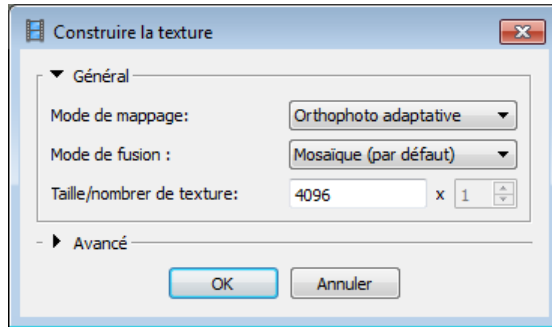 Construire la texture
Général
Mode de mappage: Orthophoto adaptative
Mode de fusion : Mosaïque (par défaut)
Taille/nombrer de texture: 4096 x 1
Avancé
OK Annuler